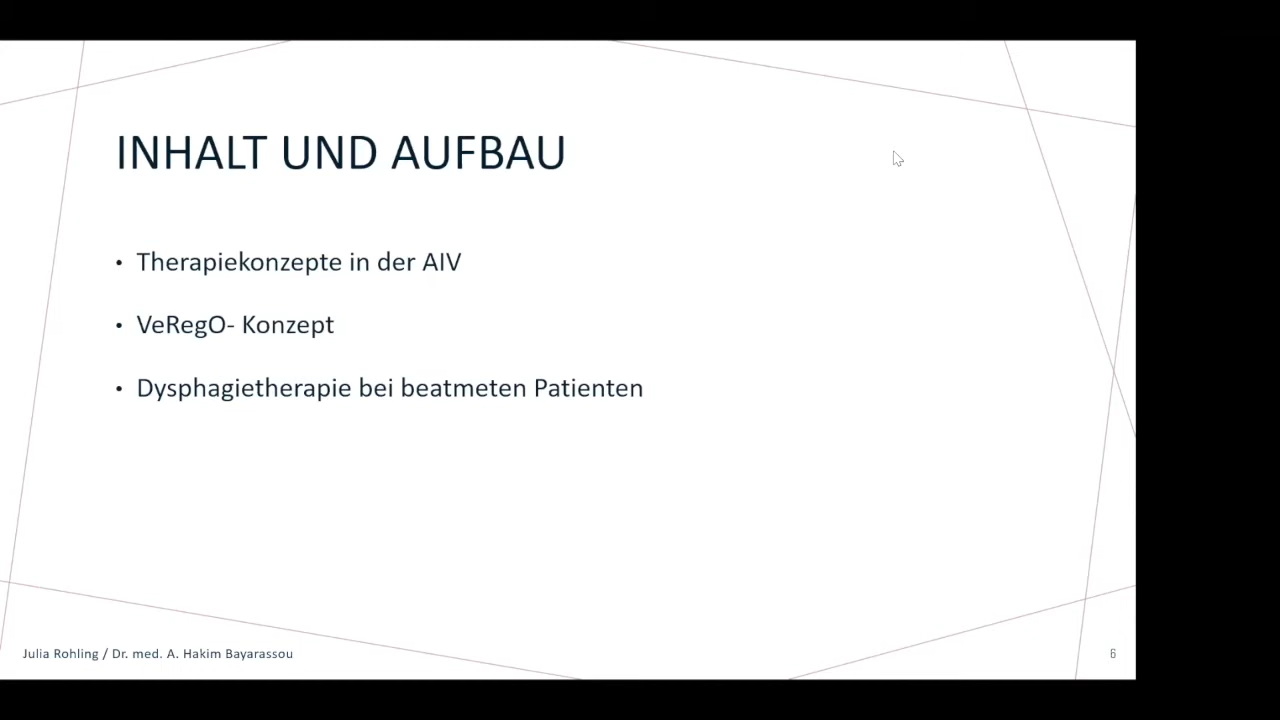 INHALT UND AUFBAU
• Therapiekonzepte in der AIV
• VeRegO- Konzept
• Dysphagietherapie bei beatmeten Patienten
Julia Rohling / Dr. med. A. Hakim Bayarassou
6